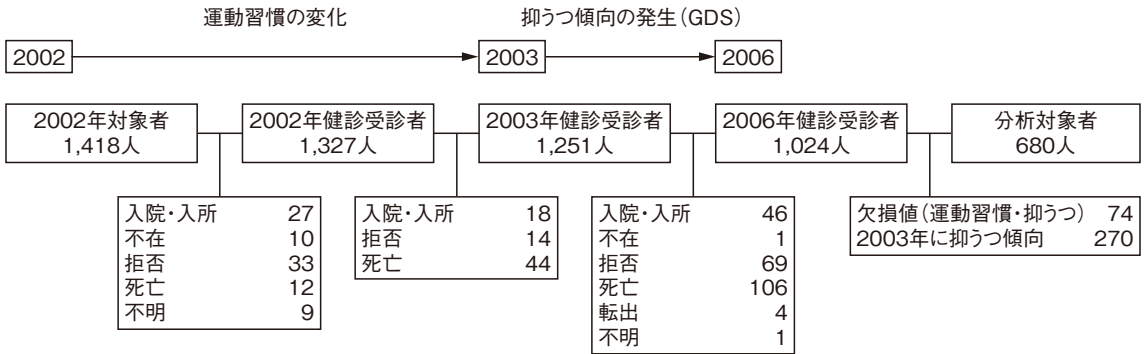 運動習慣の変化
抑うつ傾向の発生(GDS)
2002
2003
2006
2002年対象者
1,418人
2002年健診受診者
1,327人
2003年健診受診者
1,251人
2006年健診受診者
1,024人
分析対象者
680人
入院・入所 27
不在 10
拒否 33
死亡 12
不明 9
入院・入所 18
拒否 14
死亡 44
入院・入所 46
不在 1
拒否 69
死亡 106
転出 4
不明 1
欠損値(運動習慣・抑うつ) 74
2003年に抑うつ傾向 270